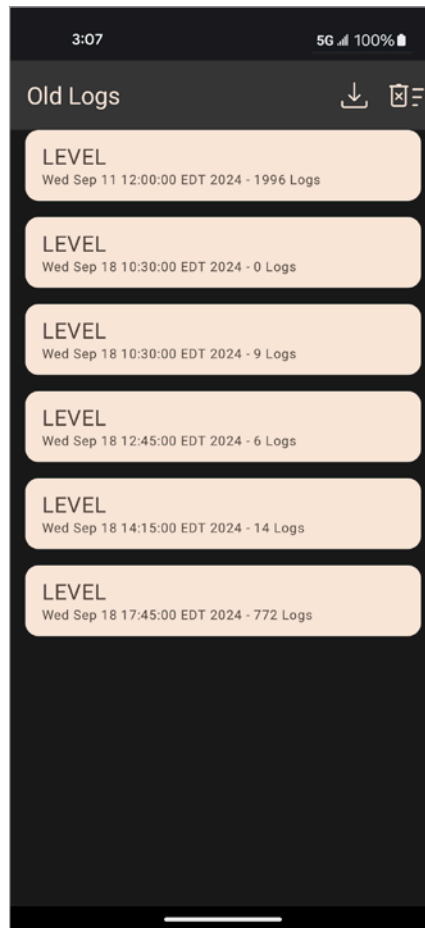 3:07
5G 100%
Old Logs
LEVEL
Wed Sep 11 12:00:00 EDT 2024 - 1996 Logs
LEVEL
Wed Sep 18 10:30:00 EDT 2024 - 0 Logs
LEVEL
Wed Sep 18 10:30:00 EDT 2024 - 9 Logs
LEVEL
Wed Sep 18 12:45:00 EDT 2024 - 6 Logs
LEVEL
Wed Sep 18 14:15:00 EDT 2024 - 14 Logs
LEVEL
Wed Sep 18 17:45:00 EDT 2024 - 772 Logs